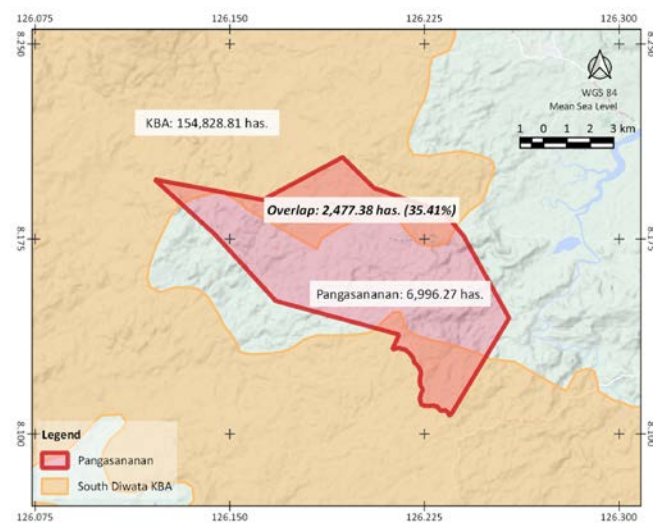 126.075 126.150 126.225 126.300
8.250 8.250
WGS 84
Mean Sea Level
1 0 1 2 3 km
KBA: 154,828.81 has.
Overlap: 2,477.38 has. (35.41%)
8.175 8.175
Pangasananan: 6,996.27 has.
8.100 8.100
Legend
Pangasananan
South Diwata KBA
126.075 126.150 126.225 126.300